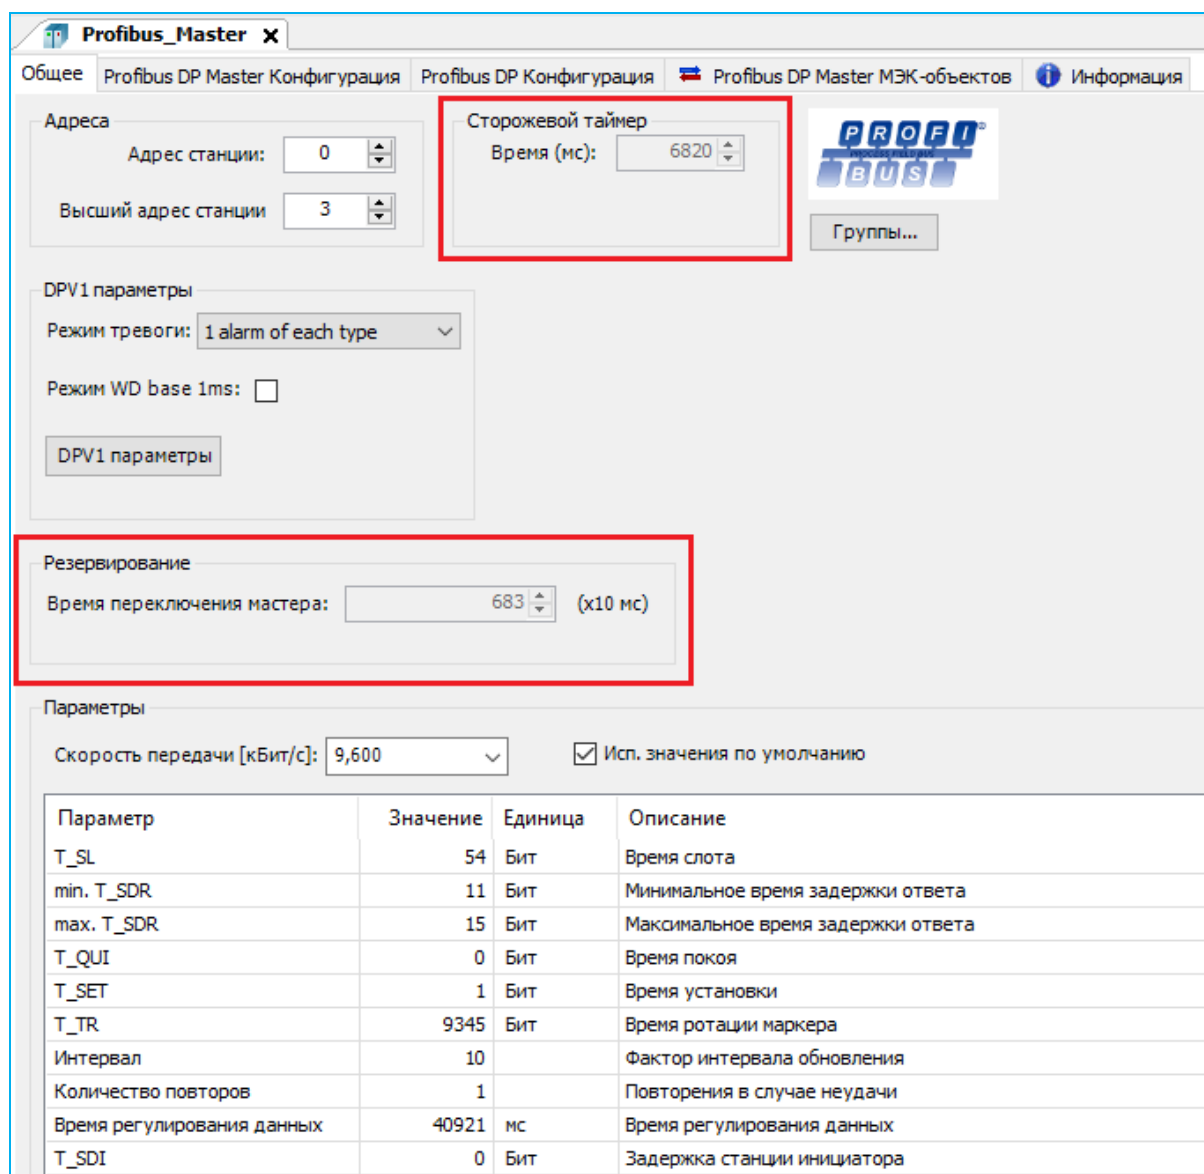 Profibus_Master x
Общее Profibus DP Master Конфигурация Profibus DP Конфигурация Profibus DP Master МЭК-объектов Информация
Адреса
Адрес станции: 0
Высший адрес станции 3
Сторожевой таймер
Время (мс): 6820
PROFI®
PROCESS FIELD BUS
BUS
Группы...
DPV1 параметры
Режим тревоги: 1 alarm of each type
Режим WD base 1ms:
DPV1 параметры
Резервирование
Время переключения мастера: 683 (x10 мс)
Параметры
Скорость передачи [кБит/с]: 9,600 Исп. значения по умолчанию
Параметр Значение Единица Описание
T_SL 54 Бит Время слота
min. T_SDR 11 Бит Минимальное время задержки ответа
max. T_SDR 15 Бит Максимальное время задержки ответа
T_QUI 0 Бит Время покоя
T_SET 1 Бит Время установки
T_TR 9345 Бит Время ротации маркера
Интервал 10 Фактор интервала обновления
Количество повторов 1 Повторения в случае неудачи
Время регулирования данных 40921 мс Время регулирования данных
T_SDI 0 Бит Задержка станции инициатора